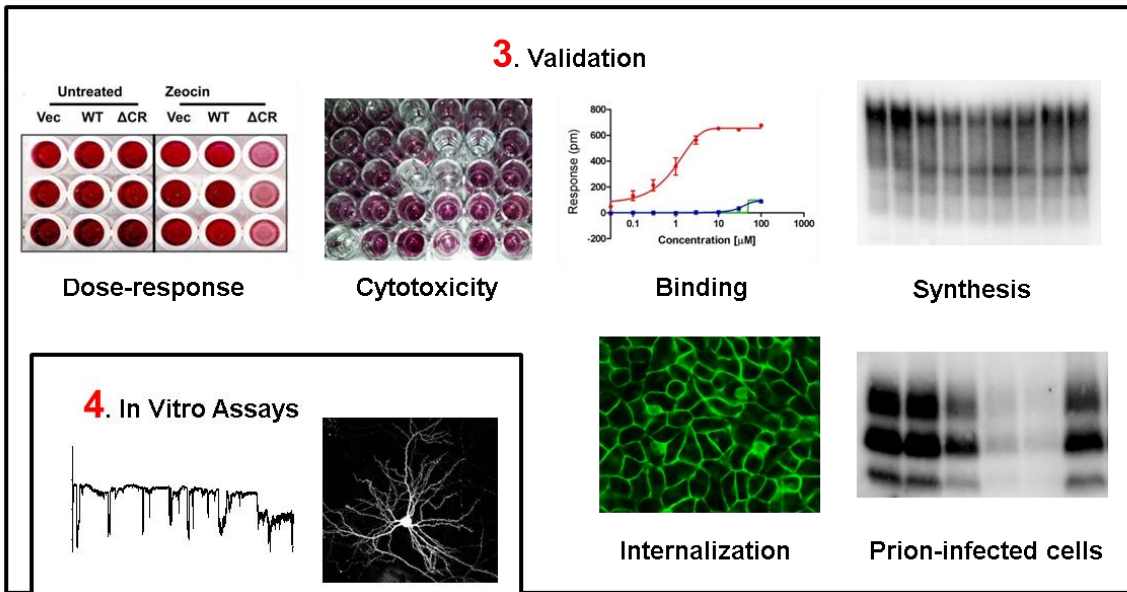 3. Validation
Untreated Zeocin
Vec WT ΔCR Vec WT ΔCR
Dose-response
Cytotoxicity
Response (pm)
800
600
400
200
0
-200
0.1 1 10 100 1000
Concentration [µM]
Binding
Synthesis
4. In Vitro Assays
Internalization
Prion-infected cells